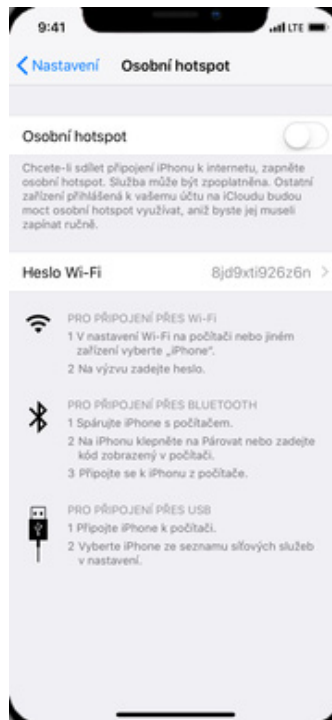 9:41
LTE
Nastavení Osobní hotspot
Osobní hotspot
Chcete-li sdílet připojení iPhonu k internetu, zapněte
osobní hotspot. Služba může být zpoplatněna. Ostatní
zařízení přihlášená k vašemu účtu na iCloudu budou
moct osobní hotspot využívat, aniž byste jej museli
zapínat ručně.
Heslo Wi-Fi 8jd9xti926z6n
PRO PŘIPOJENÍ PŘES Wi-Fi
1 V nastavení Wi-Fi na počítači nebo jiném
zařízení vyberte „iPhone“.
2 Na výzvu zadejte heslo.
PRO PŘIPOJENÍ PŘES BLUETOOTH
1 Spárujte iPhone s počítačem.
2 Na iPhonu klepněte na Párovat nebo zadejte
kód zobrazený v počítači.
3 Připojte se k iPhonu z počítače.
PRO PŘIPOJENÍ PŘES USB
1 Připojte iPhone k počítači.
2 Vyberte iPhone ze seznamu síťových služeb
v nastavení.